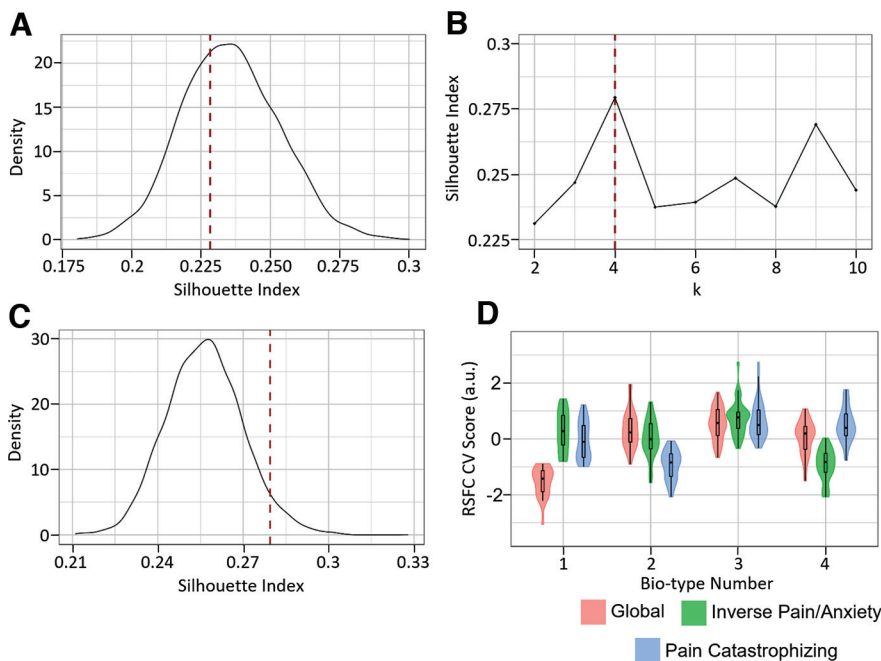 A
Density
20
15
10
5
0
0.175
0.2
0.225
0.250
0.275
0.3
Silhouette Index
B
Silhouette Index
0.3
0.275
0.25
0.225
2
4
6
8
10
k
C
Density
30
20
10
0
0.21
0.24
0.27
0.3
0.33
Silhouette Index
D
RSFC CV Score (a.u.)
2
0
-2
1
2
3
4
Bio-type Number
Global
Inverse Pain/Anxiety
Pain Catastrophizing